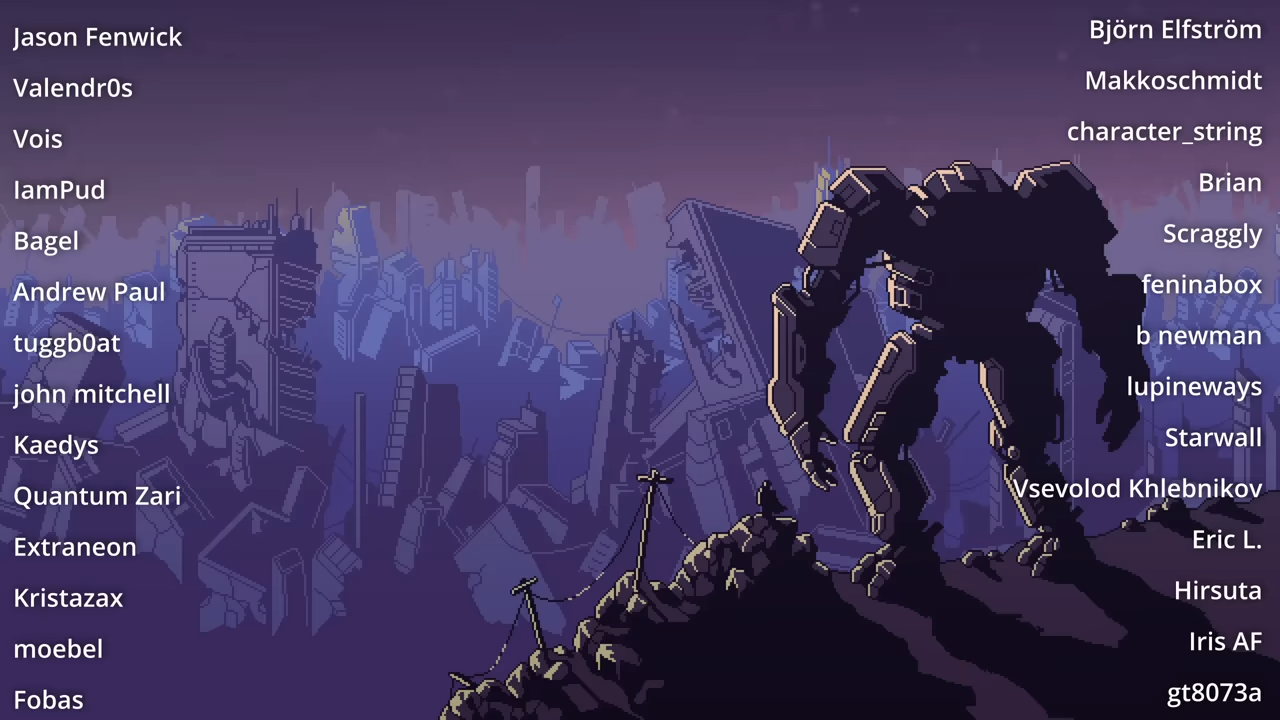 Jason Fenwick
Valendr0s
Vois
IamPud
Bagel
Andrew Paul
tuggb0at
john mitchell
Kaedys
Quantum Zari
Extraneon
Kristazax
moebel
Fobas
Björn Elfström
Makkoschmidt
character_string
Brian
Scraggly
feninabox
b newman
lupineways
Starwall
Vsevolod Khlebnikov
Eric L.
Hirsuta
Iris AF
gt8073a